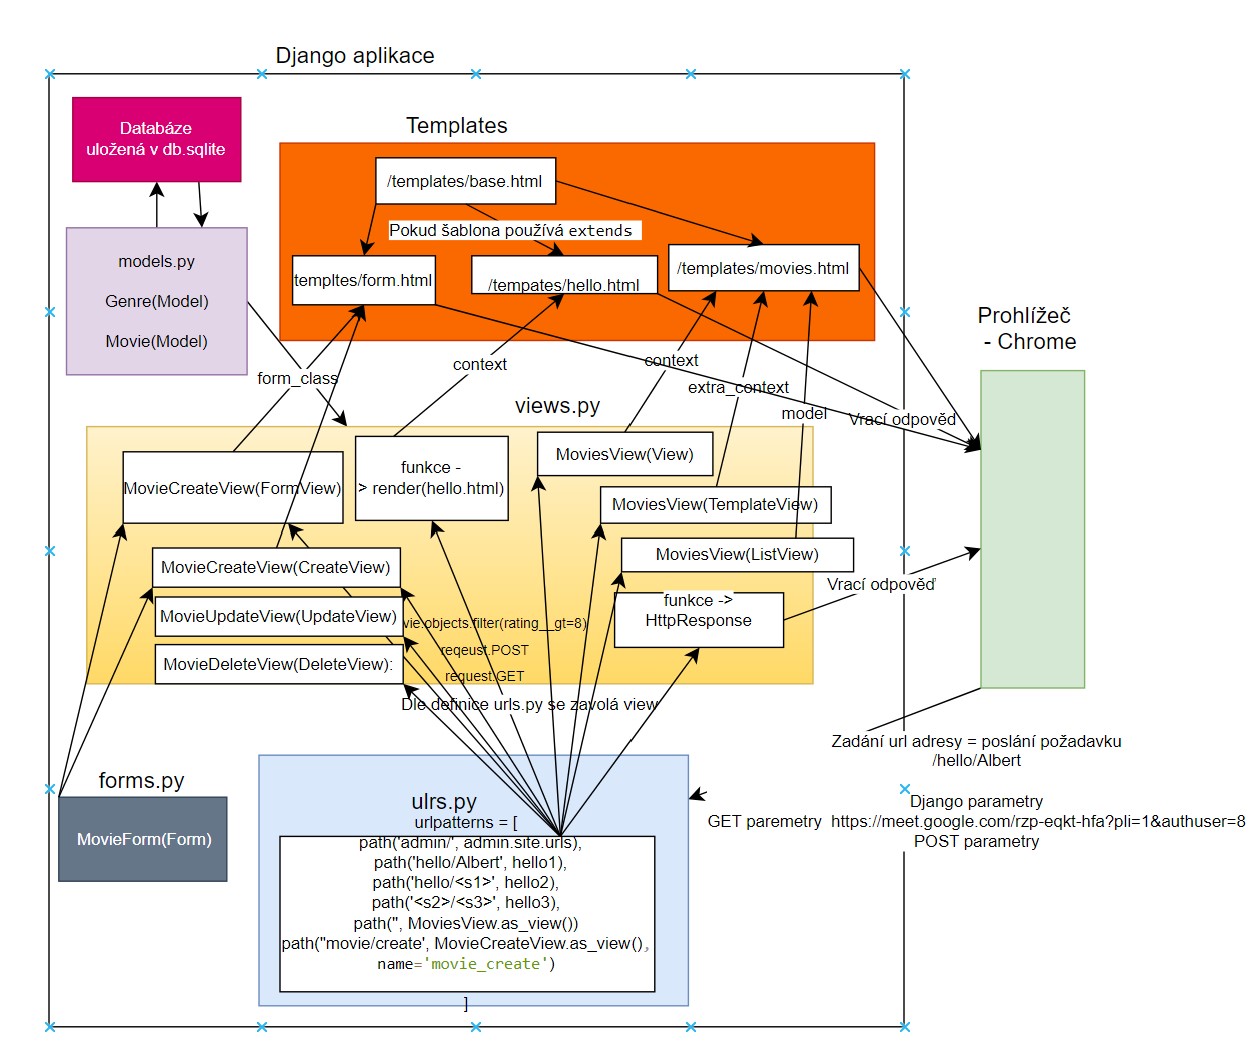 Django aplikace
Databáze
uložená v db.sqlite
Templates
/templates/base.html
Pokud šablona používá extends
templtes/form.html
/tempates/hello.html
/templates/movies.html
models.py
Genre(Model)
Movie(Model)
Prohlížeč
- Chrome
form_class
context
context
extra_context
model
Vrací odpověd
views.py
MovieCreateView(FormView)
funkce -
> render(hello.html)
MoviesView(View)
MoviesView(TemplateView)
MoviesView(ListView)
MovieCreateView(CreateView)
MovieUpdateView(UpdateView)
MovieDeleteView(DeleteView):
funkce ->
HttpResponse
Vrací odpověď
vie.objects.filter(rating__gt=8)
reqeust.POST
request.GET
Dle definice urls.py se zavolá view
Zadání url adresy = poslání požadavku
/hello/Albert
forms.py
MovieForm(Form)
Django parametry
GET paremetry https://meet.google.com/rzp-eqkt-hfa?pli=1&authuser=8
POST parametry
ulrs.py
urlpatterns = [
path('admin/', admin.site.urls),
path('hello/Albert', hello1),
path('hello/<s1>', hello2),
path('<s2>/<s3>', hello3),
path('', MoviesView.as_view())
path("movie/create', MovieCreateView.as_view(),
name='movie_create')
]